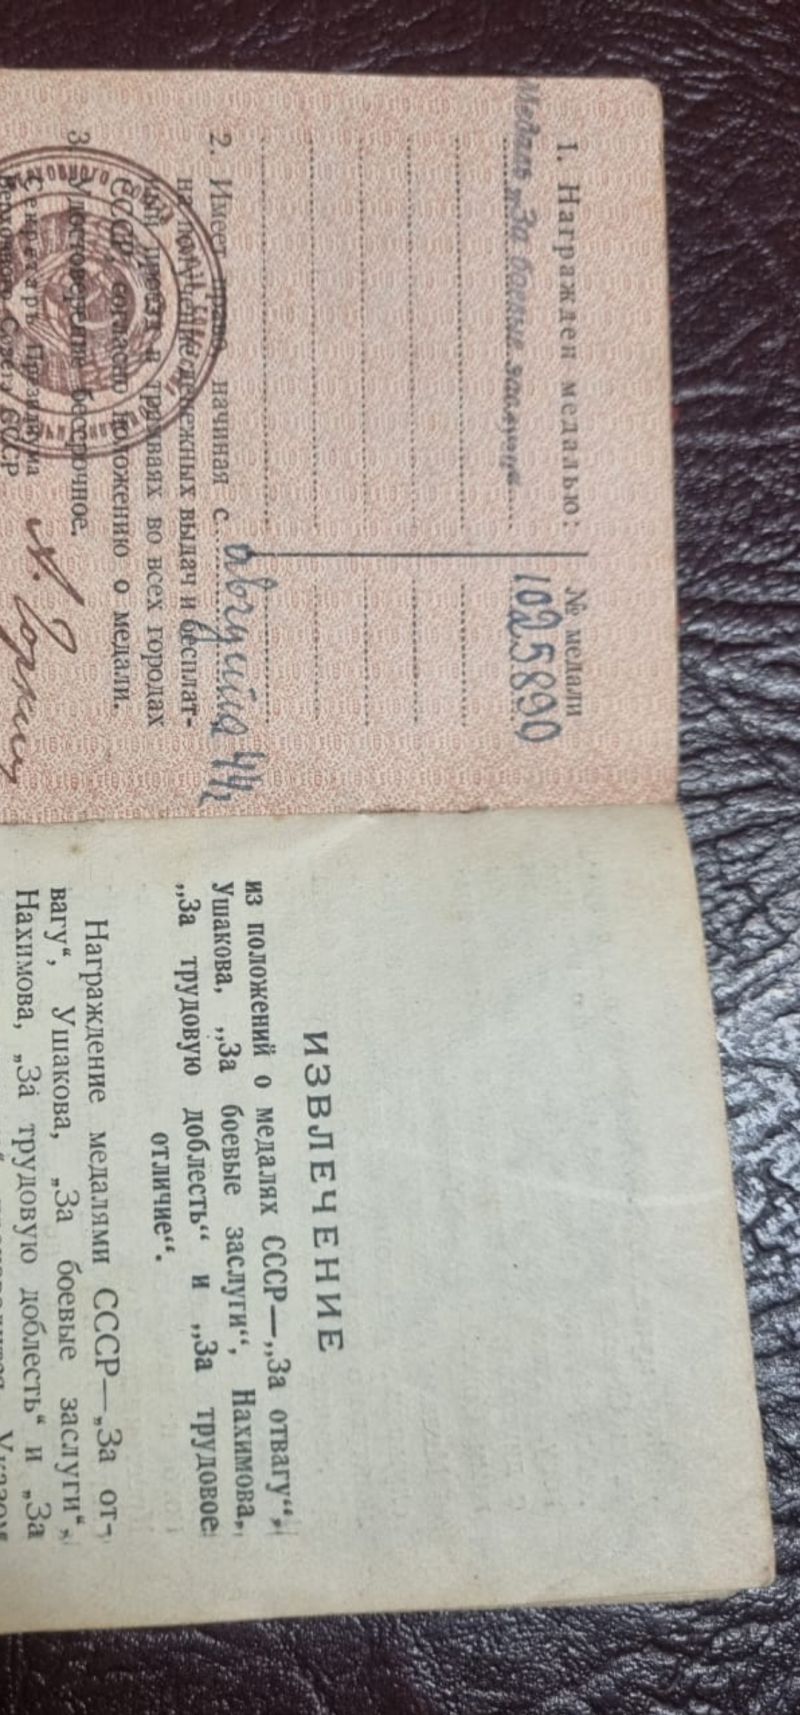 1. Награжден медалью:
№ медали
Медаль „За боевые заслуги"
1025890
2. Имеет право, начиная с августа 44г
на получение денежных выдач и бесплат-
ный проезд в трамваях во всех городах
СССР, согласно положению о медали.
3. Удостоверение бессрочное.
Секретарь Президиума
Верховного Совета СССР
А. Горкин
ИЗВЛЕЧЕНИЕ
из положений о медалях СССР—„За отвагу“,
Ушакова, „За боевые заслуги“, Нахимова,
„За трудовую доблесть“ и „За трудовое
отличие“.
Награждение медалями СССР—„За от-
вагу“, Ушакова, „За боевые заслуги“,
Нахимова, „За трудовую доблесть“ и „За
Указом